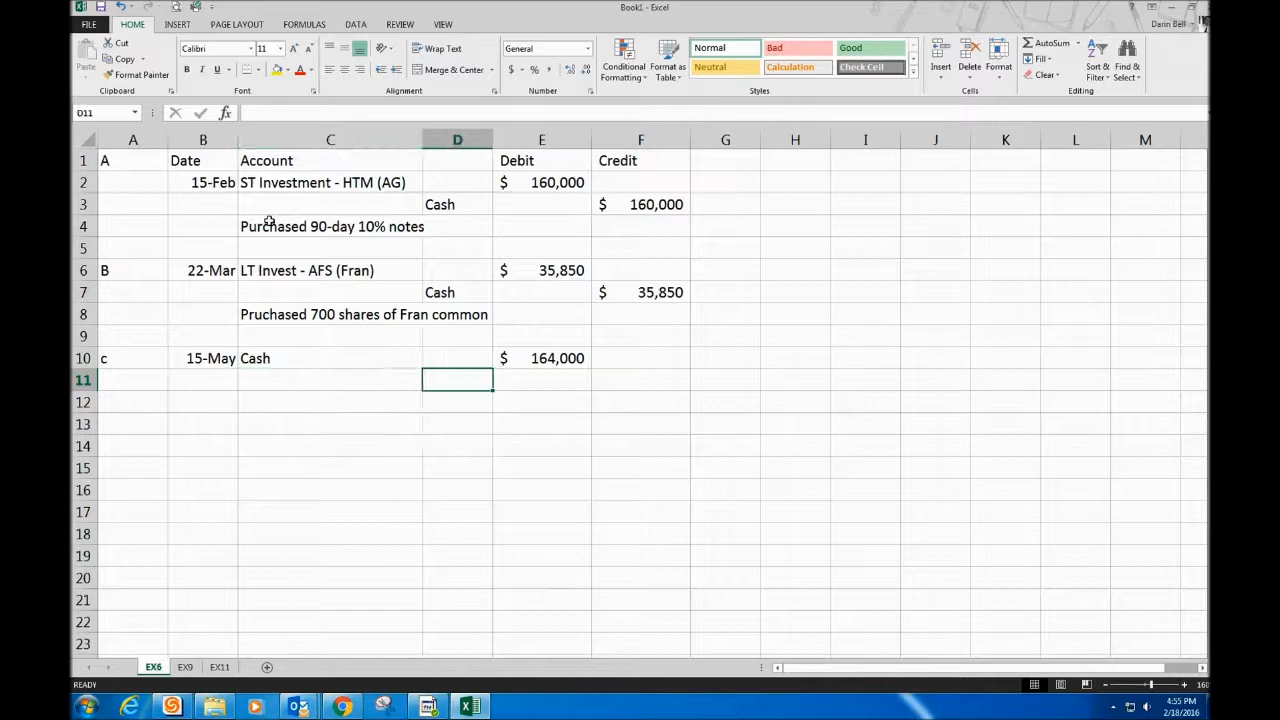 Book1 - Excel
FILE HOME INSERT PAGE LAYOUT FORMULAS DATA REVIEW VIEW Darin Bell
Cut
Copy
Format Painter
Paste
Clipboard
Calibri 11
B U
Font
Wrap Text
Merge & Center
Alignment
General
$ % ,
Number
Conditional Formatting
Format as Table
Normal Bad Good
Neutral Calculation Check Cell
Styles
Insert Delete Format
Cells
AutoSum
Fill
Clear
Sort & Filter
Find & Select
Editing
D11 fx
A B C D E F G H I J K L M
1 A Date Account Debit Credit
2 15-Feb ST Investment - HTM (AG) $ 160,000
3 Cash $ 160,000
4 Purchased 90-day 10% notes
5
6 B 22-Mar LT Invest - AFS (Fran) $ 35,850
7 Cash $ 35,850
8 Pruchased 700 shares of Fran common
9
10 c 15-May Cash $ 164,000
11
12
13
14
15
16
17
18
19
20
21
22
23
EX6 EX9 EX11
READY 160
4:55 PM
2/18/2016